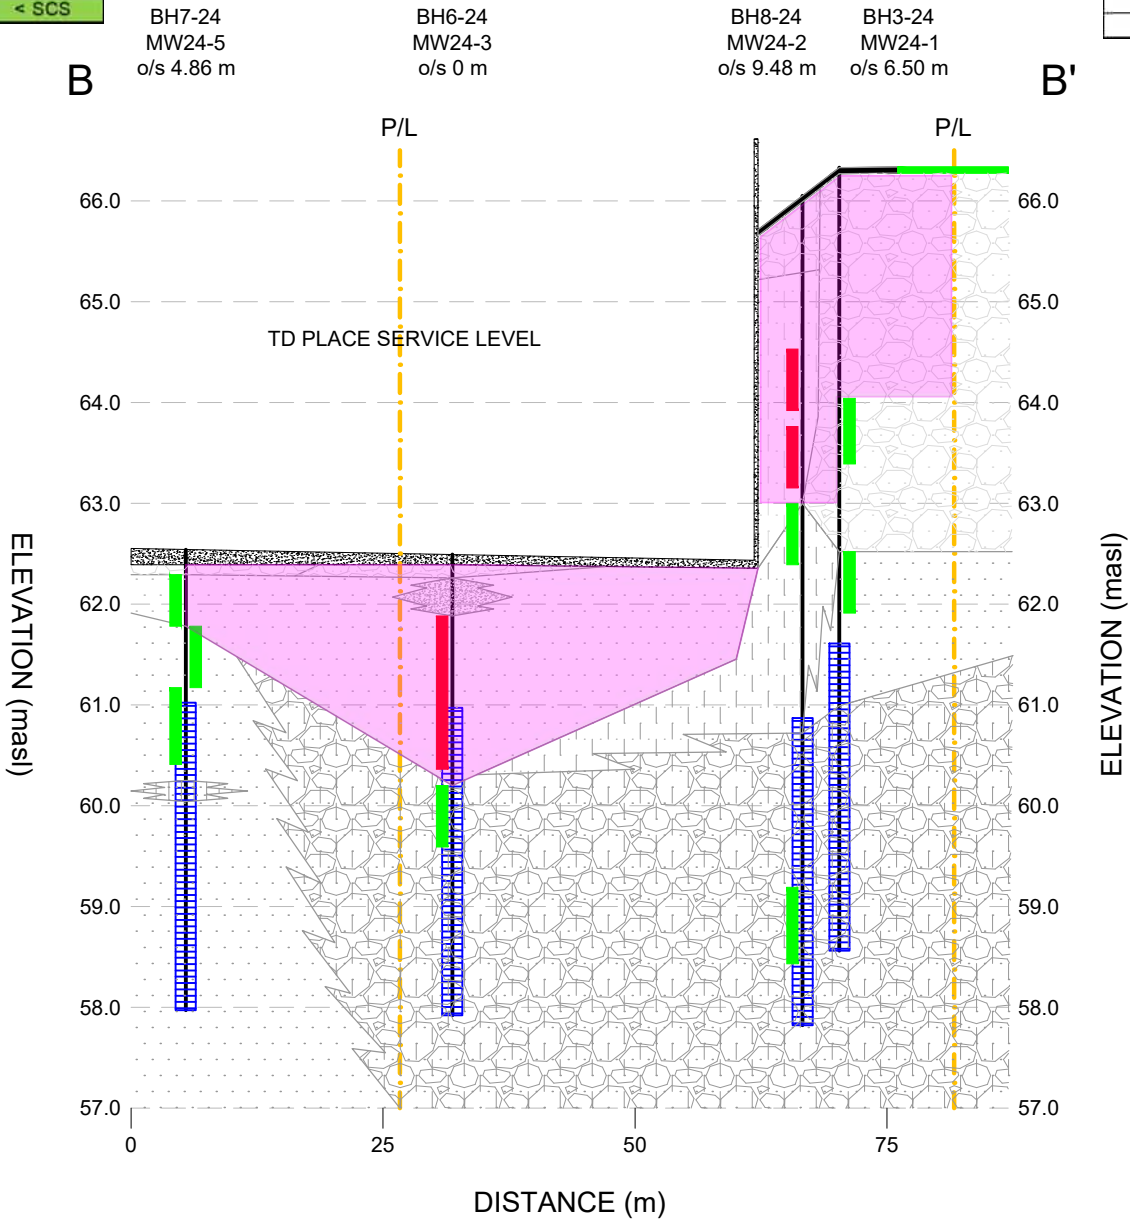 < SCS
BH7-24
MW24-5
o/s 4.86 m
BH6-24
MW24-3
o/s 0 m
BH8-24
MW24-2
o/s 9.48 m
BH3-24
MW24-1
o/s 6.50 m
B
B'
P/L
P/L
66.0
66.0
65.0
65.0
TD PLACE SERVICE LEVEL
64.0
64.0
63.0
63.0
62.0
62.0
61.0
61.0
60.0
60.0
59.0
59.0
58.0
58.0
57.0
57.0
ELEVATION (masl)
ELEVATION (masl)
0
25
50
75
DISTANCE (m)